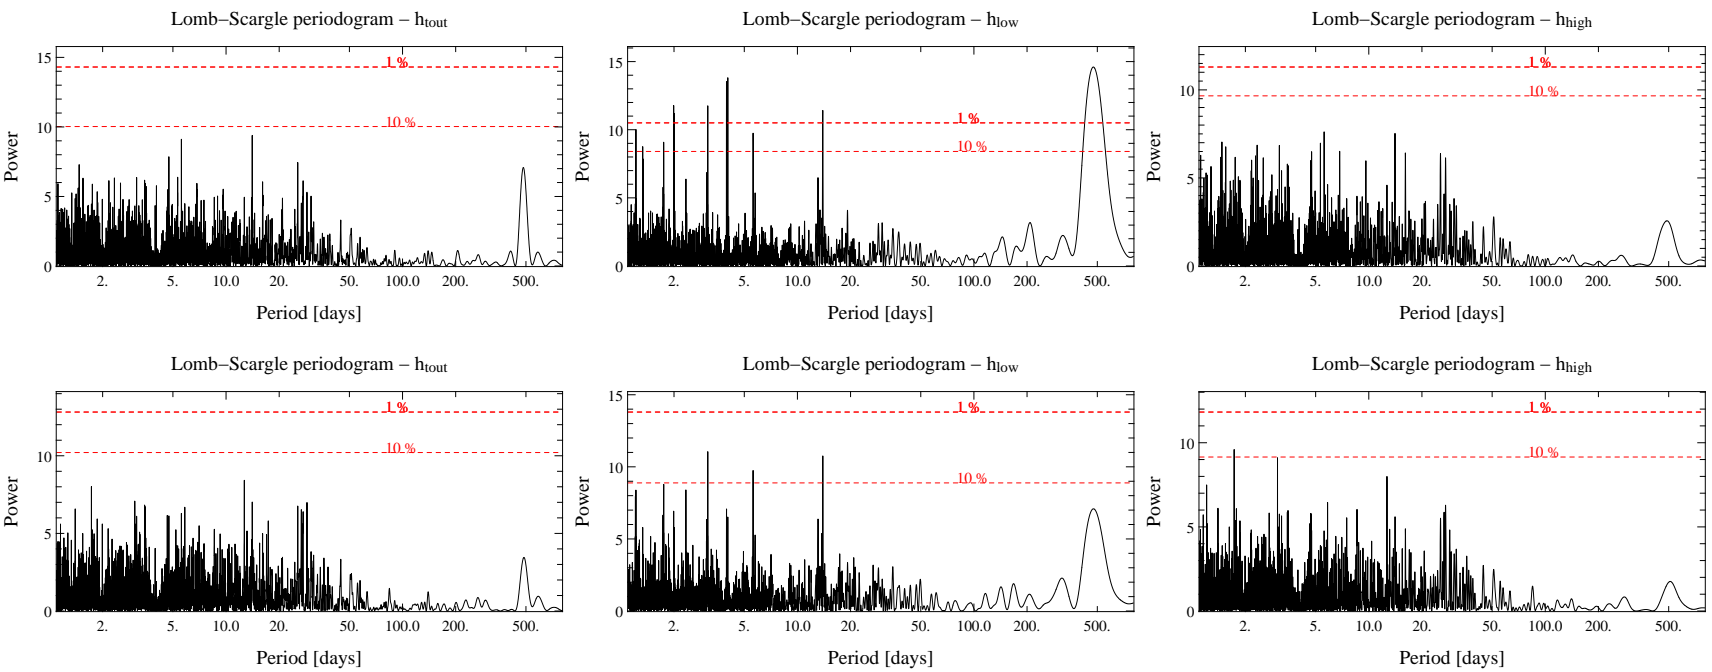 Lomb–Scargle periodogram – htout
15
10
5
0
1 %
10 %
2. 5. 10.0 20. 50. 100.0 200. 500.
Power
Period [days]
Lomb–Scargle periodogram – hlow
15
10
5
0
1 %
10 %
2. 5. 10.0 20. 50. 100.0 200. 500.
Power
Period [days]
Lomb–Scargle periodogram – hhigh
10
5
0
1 %
10 %
2. 5. 10.0 20. 50. 100.0 200. 500.
Power
Period [days]
Lomb–Scargle periodogram – htout
10
5
0
1 %
10 %
2. 5. 10.0 20. 50. 100.0 200. 500.
Power
Period [days]
Lomb–Scargle periodogram – hlow
15
10
5
0
1 %
10 %
2. 5. 10.0 20. 50. 100.0 200. 500.
Power
Period [days]
Lomb–Scargle periodogram – hhigh
10
5
0
1 %
10 %
2. 5. 10.0 20. 50. 100.0 200. 500.
Power
Period [days]